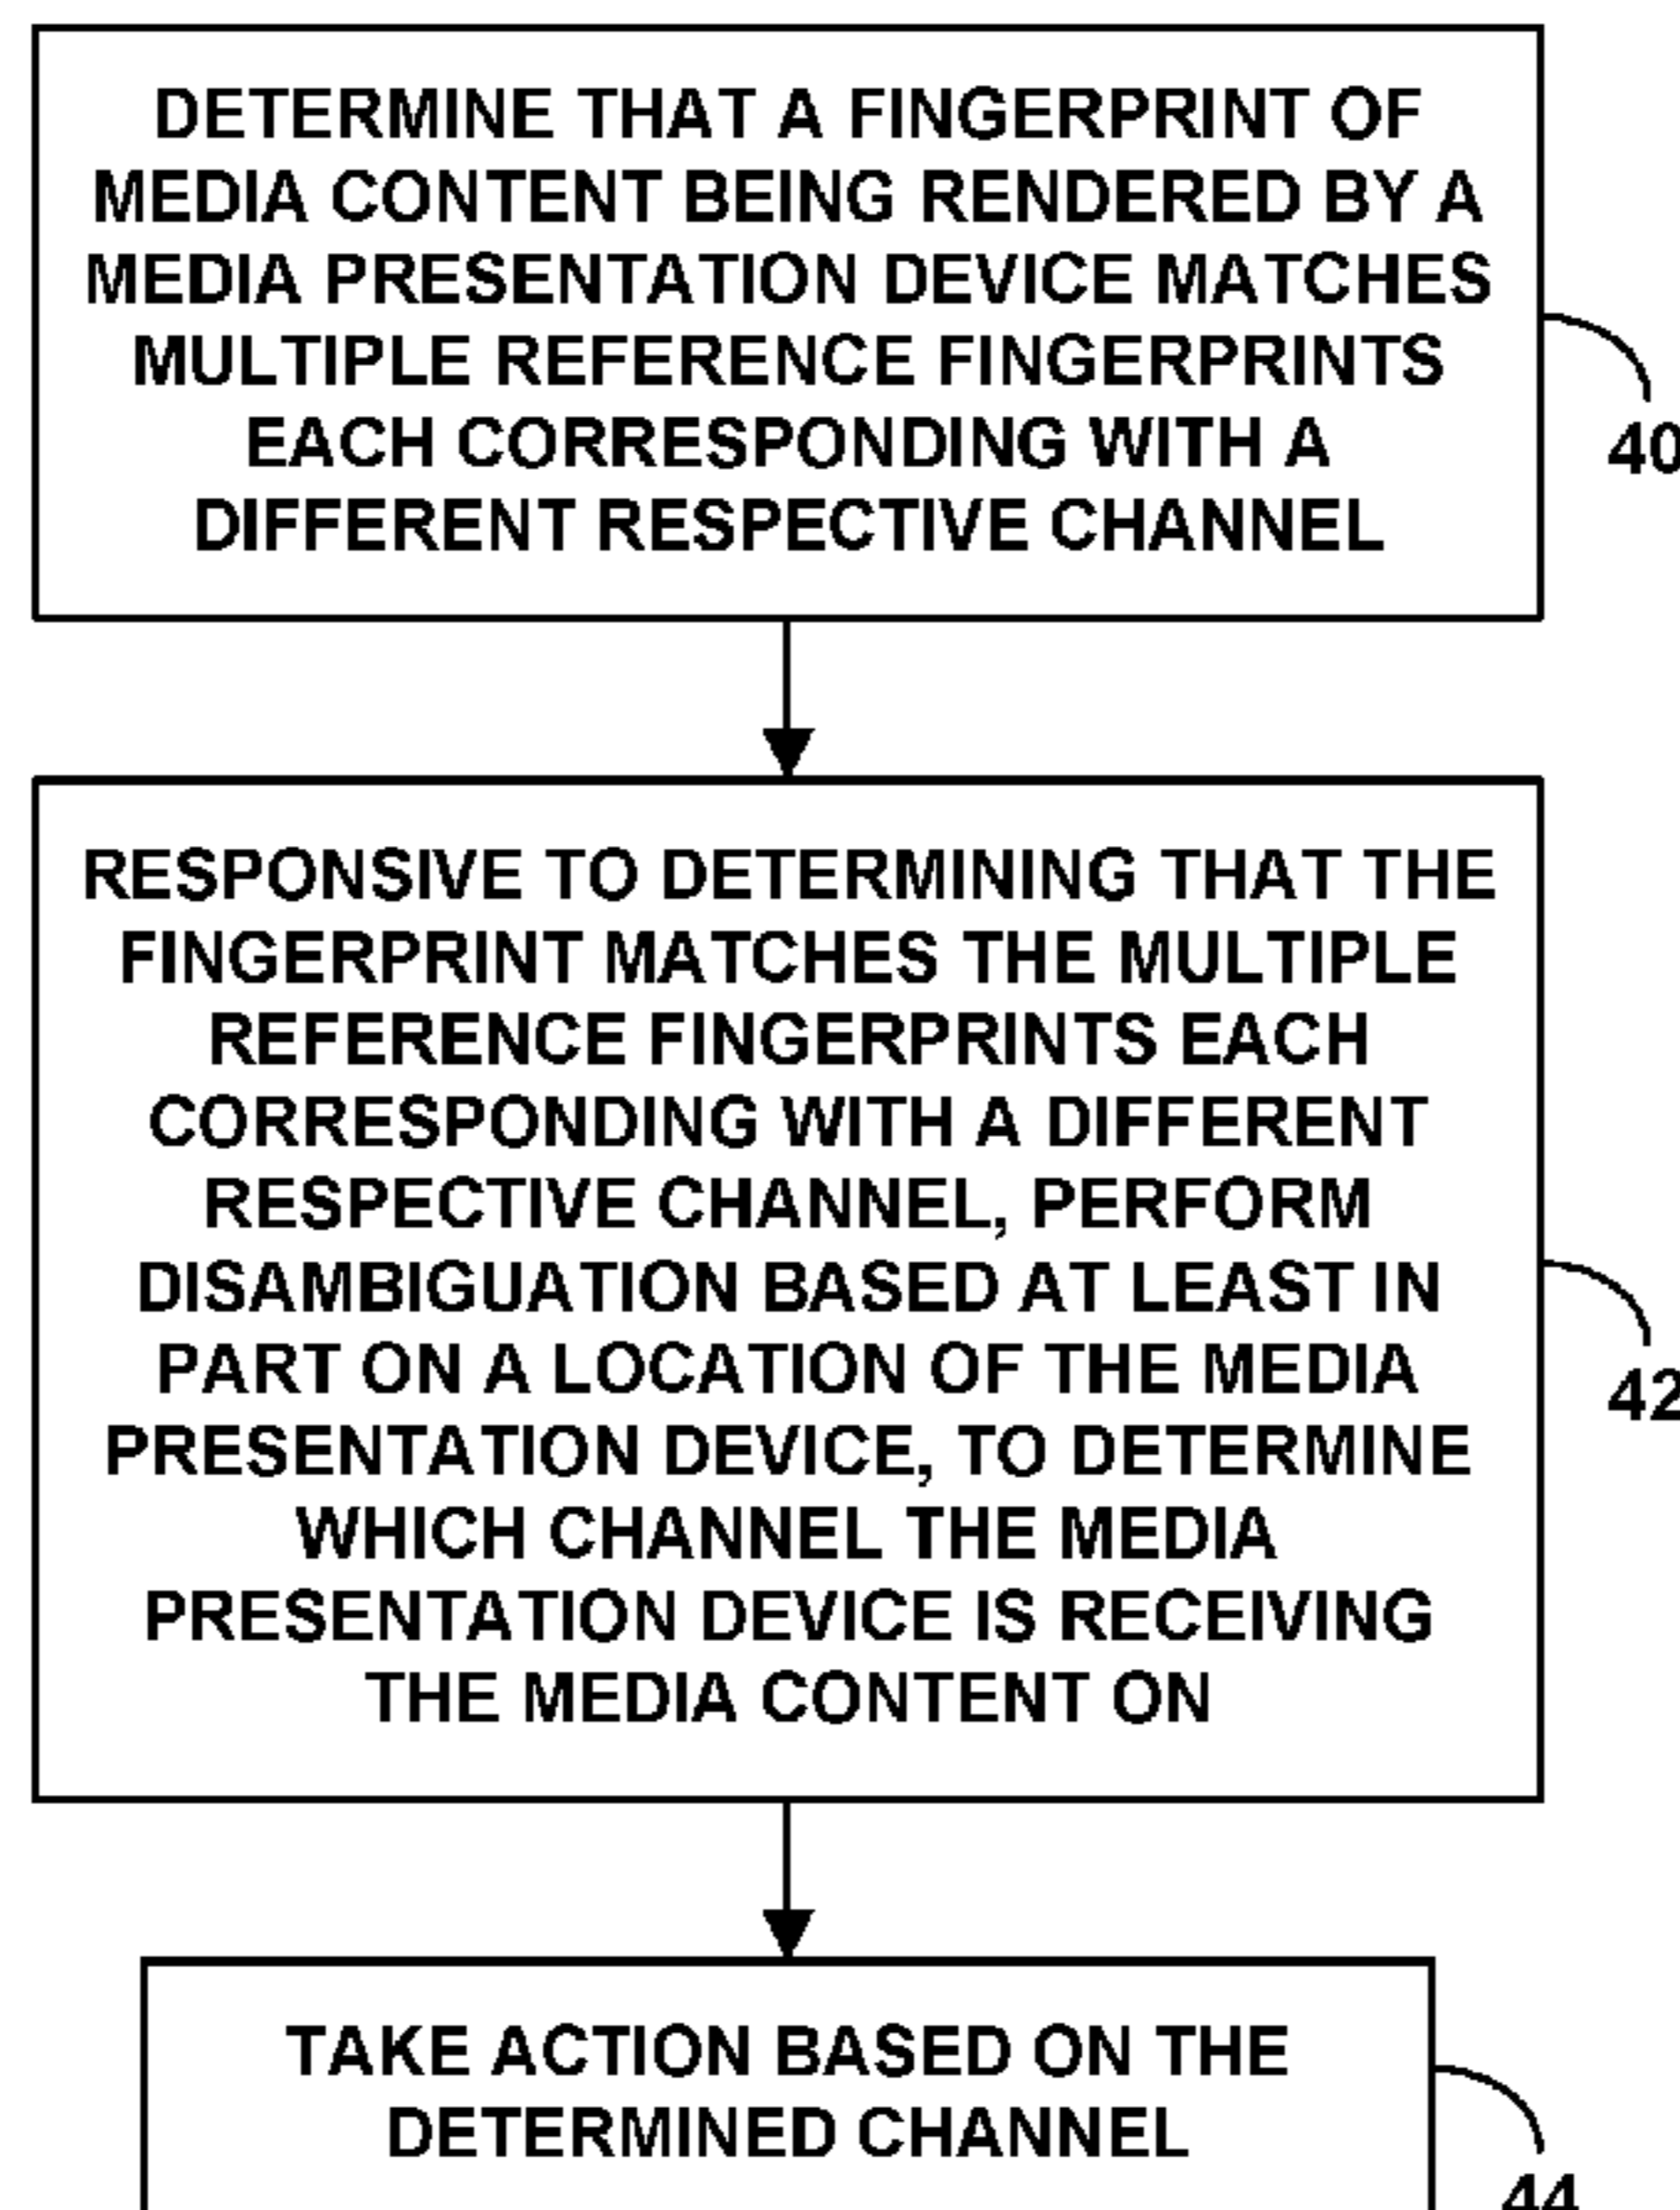 DETERMINE THAT A FINGERPRINT OF
MEDIA CONTENT BEING RENDERED BY A
MEDIA PRESENTATION DEVICE MATCHES
MULTIPLE REFERENCE FINGERPRINTS
EACH CORRESPONDING WITH A
DIFFERENT RESPECTIVE CHANNEL
40
RESPONSIVE TO DETERMINING THAT THE
FINGERPRINT MATCHES THE MULTIPLE
REFERENCE FINGERPRINTS EACH
CORRESPONDING WITH A DIFFERENT
RESPECTIVE CHANNEL, PERFORM
DISAMBIGUATION BASED AT LEAST IN
PART ON A LOCATION OF THE MEDIA
PRESENTATION DEVICE, TO DETERMINE
WHICH CHANNEL THE MEDIA
PRESENTATION DEVICE IS RECEIVING
THE MEDIA CONTENT ON
42
TAKE ACTION BASED ON THE
DETERMINED CHANNEL
44